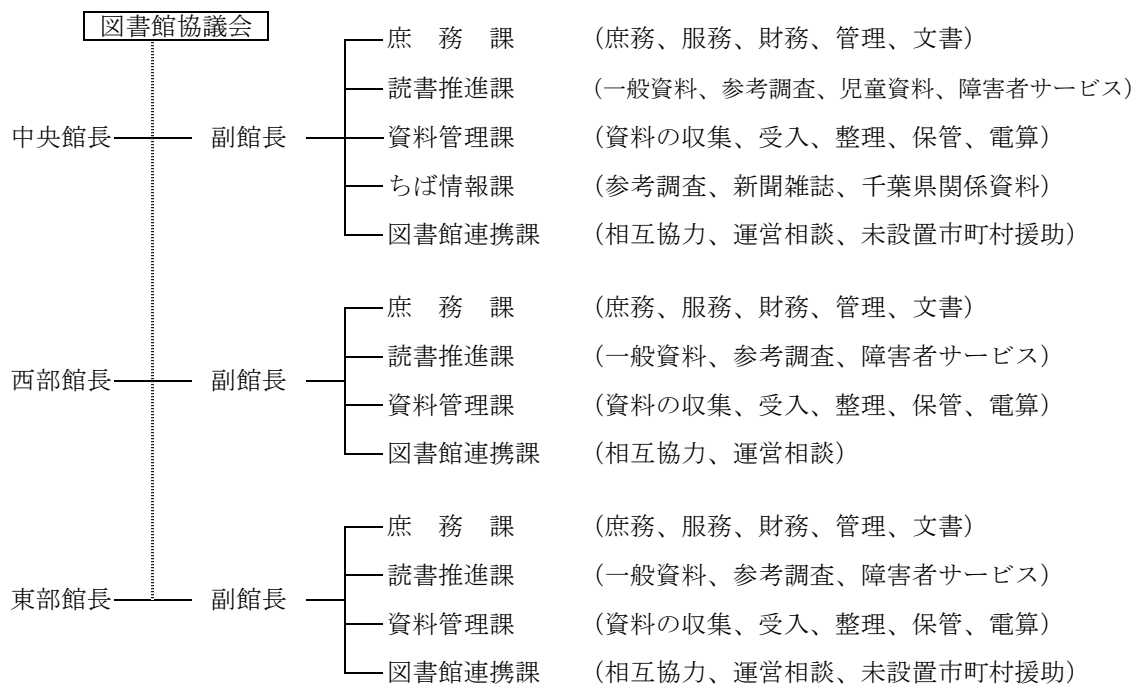 図書館協議会
庶　務　課　（庶務、服務、財務、管理、文書）
読書推進課　（一般資料、参考調査、児童資料、障害者サービス）
中央館長　副館長　資料管理課　（資料の収集、受入、整理、保管、電算）
ちば情報課　（参考調査、新聞雑誌、千葉県関係資料）
図書館連携課　（相互協力、運営相談、未設置市町村援助）
庶　務　課　（庶務、服務、財務、管理、文書）
読書推進課　（一般資料、参考調査、障害者サービス）
西部館長　副館長　資料管理課　（資料の収集、受入、整理、保管、電算）
図書館連携課　（相互協力、運営相談）
庶　務　課　（庶務、服務、財務、管理、文書）
読書推進課　（一般資料、参考調査、障害者サービス）
東部館長　副館長　資料管理課　（資料の収集、受入、整理、保管、電算）
図書館連携課　（相互協力、運営相談、未設置市町村援助）